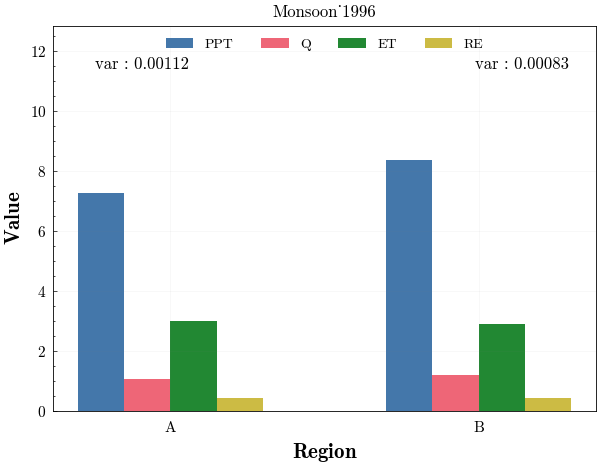 Monsoon˙1996
PPT Q ET RE
var : 0.00112
var : 0.00083
12
10
8
6
4
2
0
Value
A B
Region